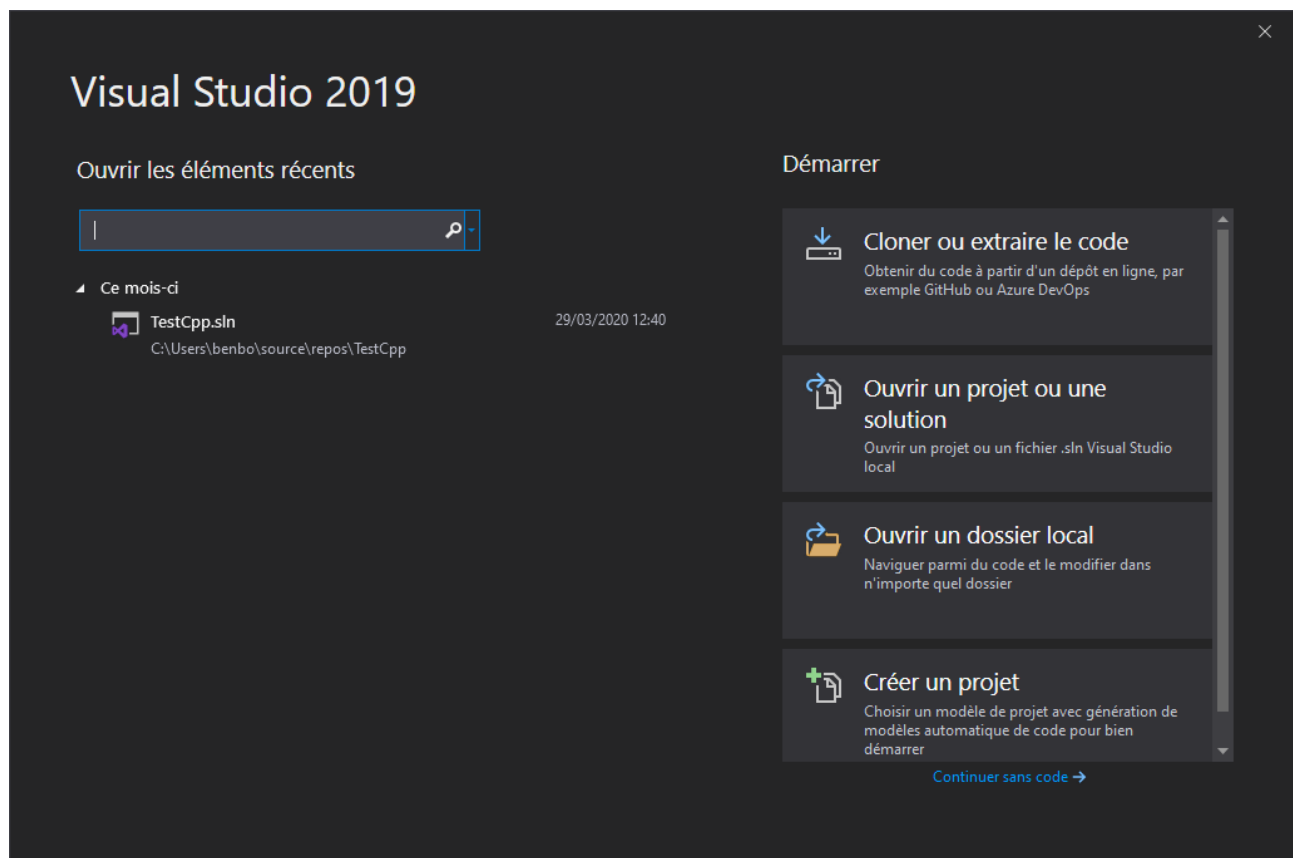 Visual Studio 2019
Ouvrir les éléments récents
Ce mois-ci
TestCpp.sln
29/03/2020 12:40
C:\Users\benbo\source\repos\TestCpp
Démarrer
Cloner ou extraire le code
Obtenir du code à partir d'un dépôt en ligne, par
exemple GitHub ou Azure DevOps
Ouvrir un projet ou une
solution
Ouvrir un projet ou un fichier .sln Visual Studio
local
Ouvrir un dossier local
Naviguer parmi du code et le modifier dans
n'importe quel dossier
Créer un projet
Choisir un modèle de projet avec génération de
modèles automatique de code pour bien
démarrer
Continuer sans code →